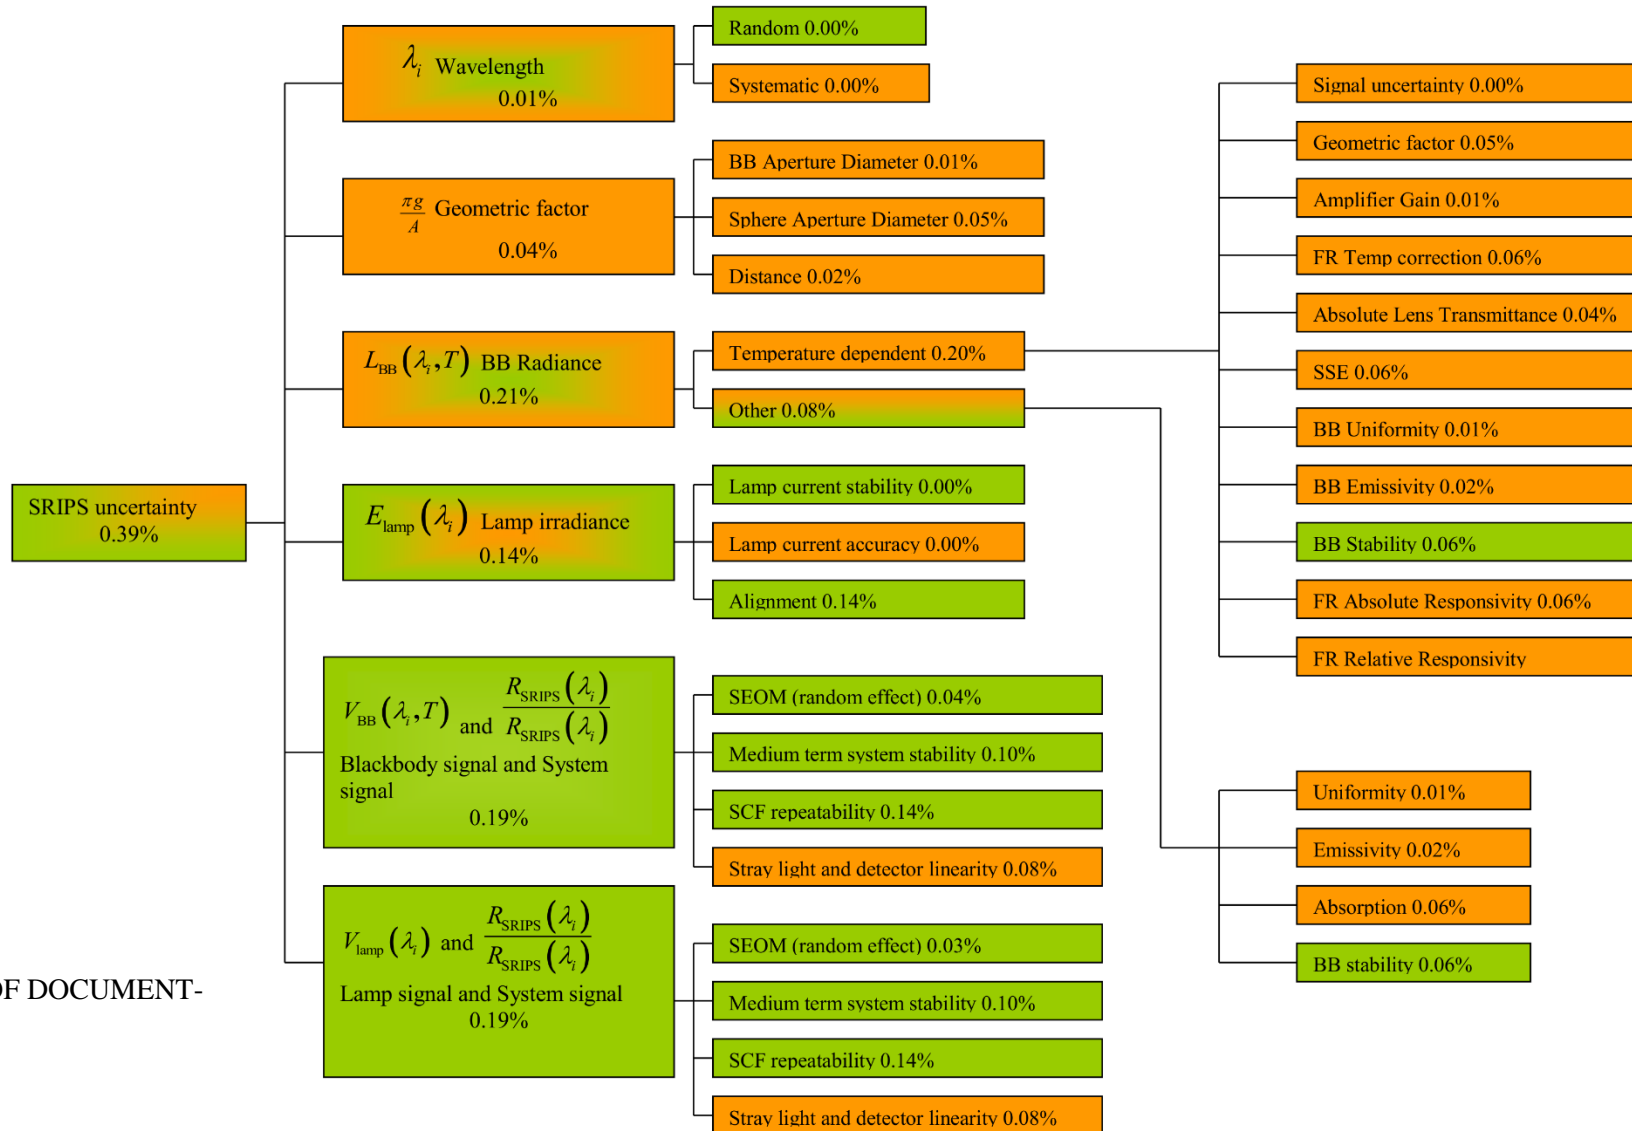 SRIPS uncertainty
0.39%
λi Wavelength
0.01%
πg/A Geometric factor
0.04%
LBB(λi,T) BB Radiance
0.21%
Elamp(λi) Lamp irradiance
0.14%
VBB(λi,T) and RSRIPS(λi)/RSRIPS(λi)
Blackbody signal and System
signal
0.19%
Vlamp(λi) and RSRIPS(λi)/RSRIPS(λi)
Lamp signal and System signal
0.19%
Random 0.00%
Systematic 0.00%
BB Aperture Diameter 0.01%
Sphere Aperture Diameter 0.05%
Distance 0.02%
Temperature dependent 0.20%
Other 0.08%
Lamp current stability 0.00%
Lamp current accuracy 0.00%
Alignment 0.14%
SEOM (random effect) 0.04%
Medium term system stability 0.10%
SCF repeatability 0.14%
Stray light and detector linearity 0.08%
SEOM (random effect) 0.03%
Medium term system stability 0.10%
SCF repeatability 0.14%
Stray light and detector linearity 0.08%
Signal uncertainty 0.00%
Geometric factor 0.05%
Amplifier Gain 0.01%
FR Temp correction 0.06%
Absolute Lens Transmittance 0.04%
SSE 0.06%
BB Uniformity 0.01%
BB Emissivity 0.02%
BB Stability 0.06%
FR Absolute Responsivity 0.06%
FR Relative Responsivity
Uniformity 0.01%
Emissivity 0.02%
Absorption 0.06%
BB stability 0.06%
OF DOCUMENT-